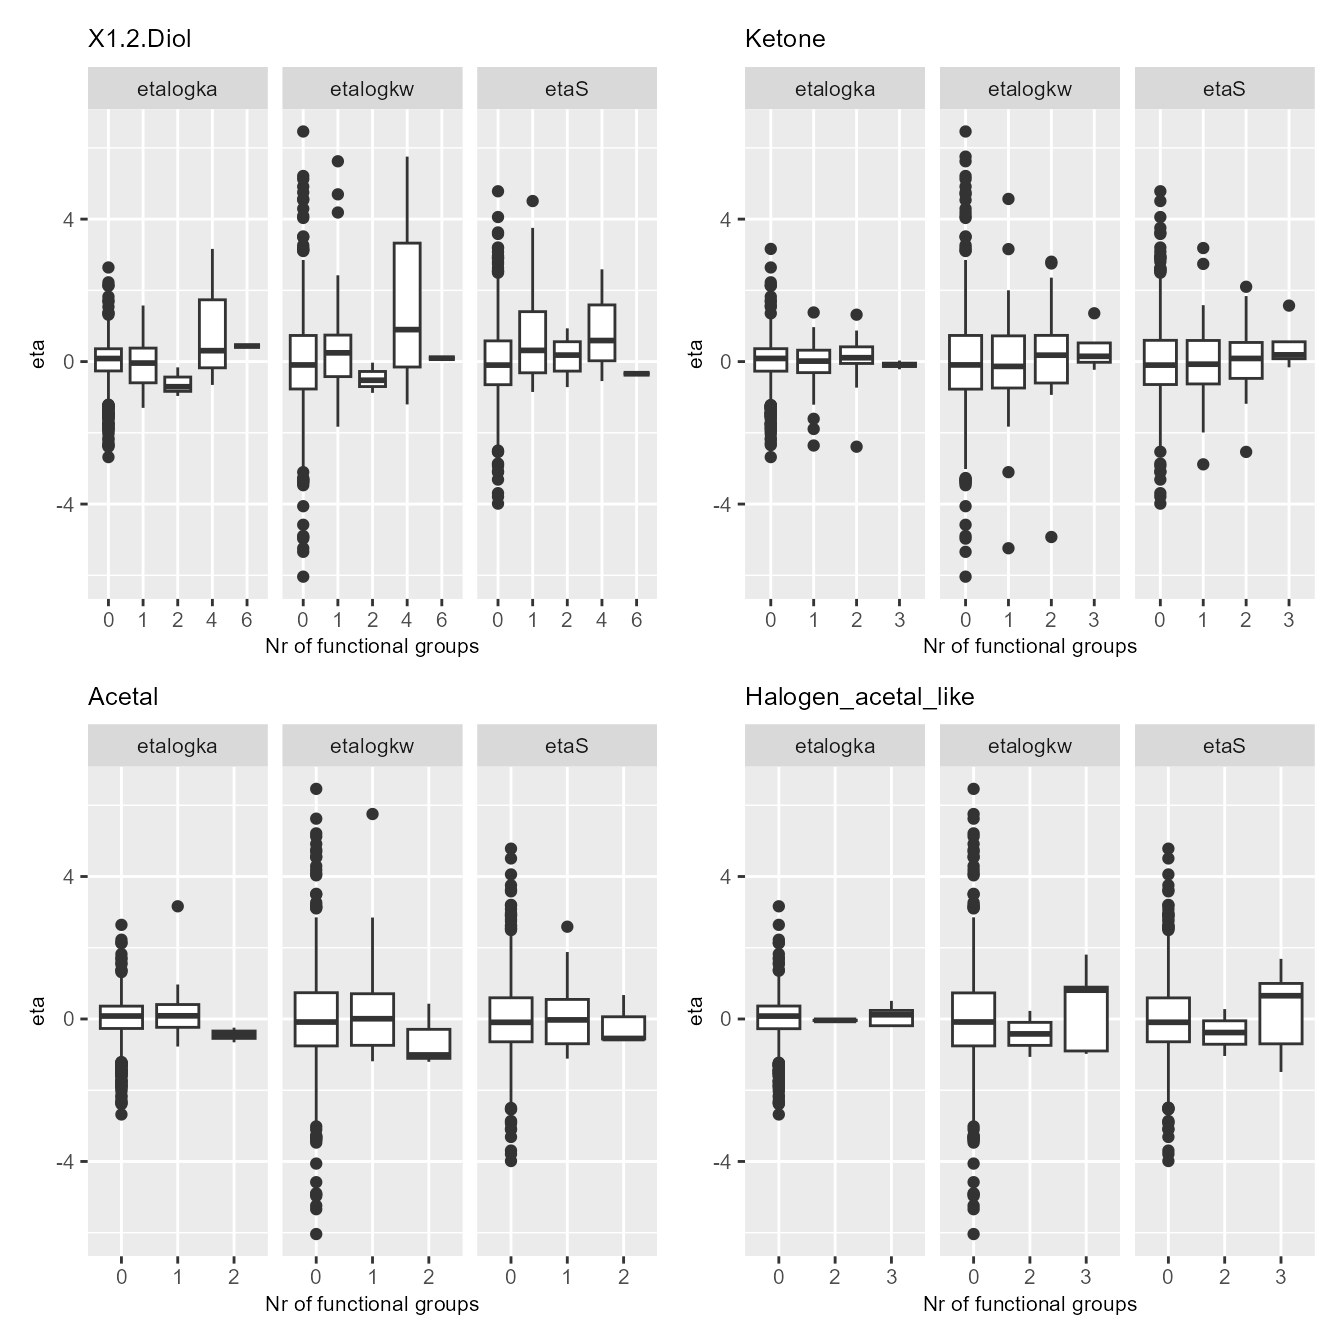 X1.2.Diol
etalogka etalogkw etaS
eta
4
0
-4
0 1 2 4 6 0 1 2 4 6 0 1 2 4 6
Nr of functional groups
Ketone
etalogka etalogkw etaS
eta
4
0
-4
0 1 2 3 0 1 2 3 0 1 2 3
Nr of functional groups
Acetal
etalogka etalogkw etaS
eta
4
0
-4
0 1 2 0 1 2 0 1 2
Nr of functional groups
Halogen_acetal_like
etalogka etalogkw etaS
eta
4
0
-4
0 2 3 0 2 3 0 2 3
Nr of functional groups